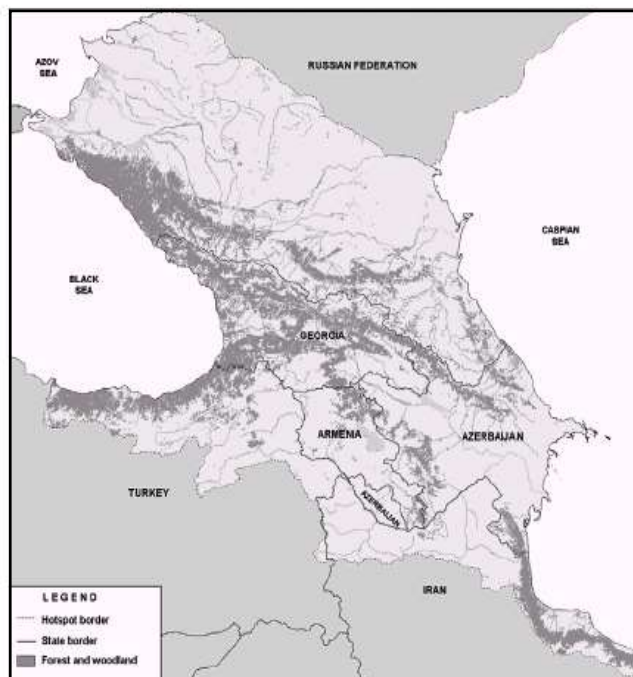 AZOV
SEA
RUSSIAN FEDERATION
CASPIAN
SEA
BLACK
SEA
GEORGIA
ARMENIA
AZERBAIJAN
TURKEY
AZERBAIJAN
IRAN
LEGEND
Hotspot border
State border
Forest and woodland